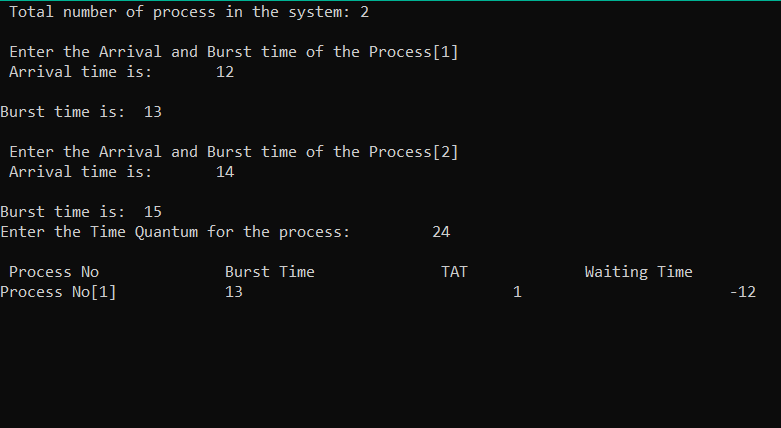 Total number of process in the system: 2
Enter the Arrival and Burst time of the Process[1]
Arrival time is: 12
Burst time is: 13
Enter the Arrival and Burst time of the Process[2]
Arrival time is: 14
Burst time is: 15
Enter the Time Quantum for the process: 24
Process No Burst Time TAT Waiting Time
Process No[1] 13 1 -12